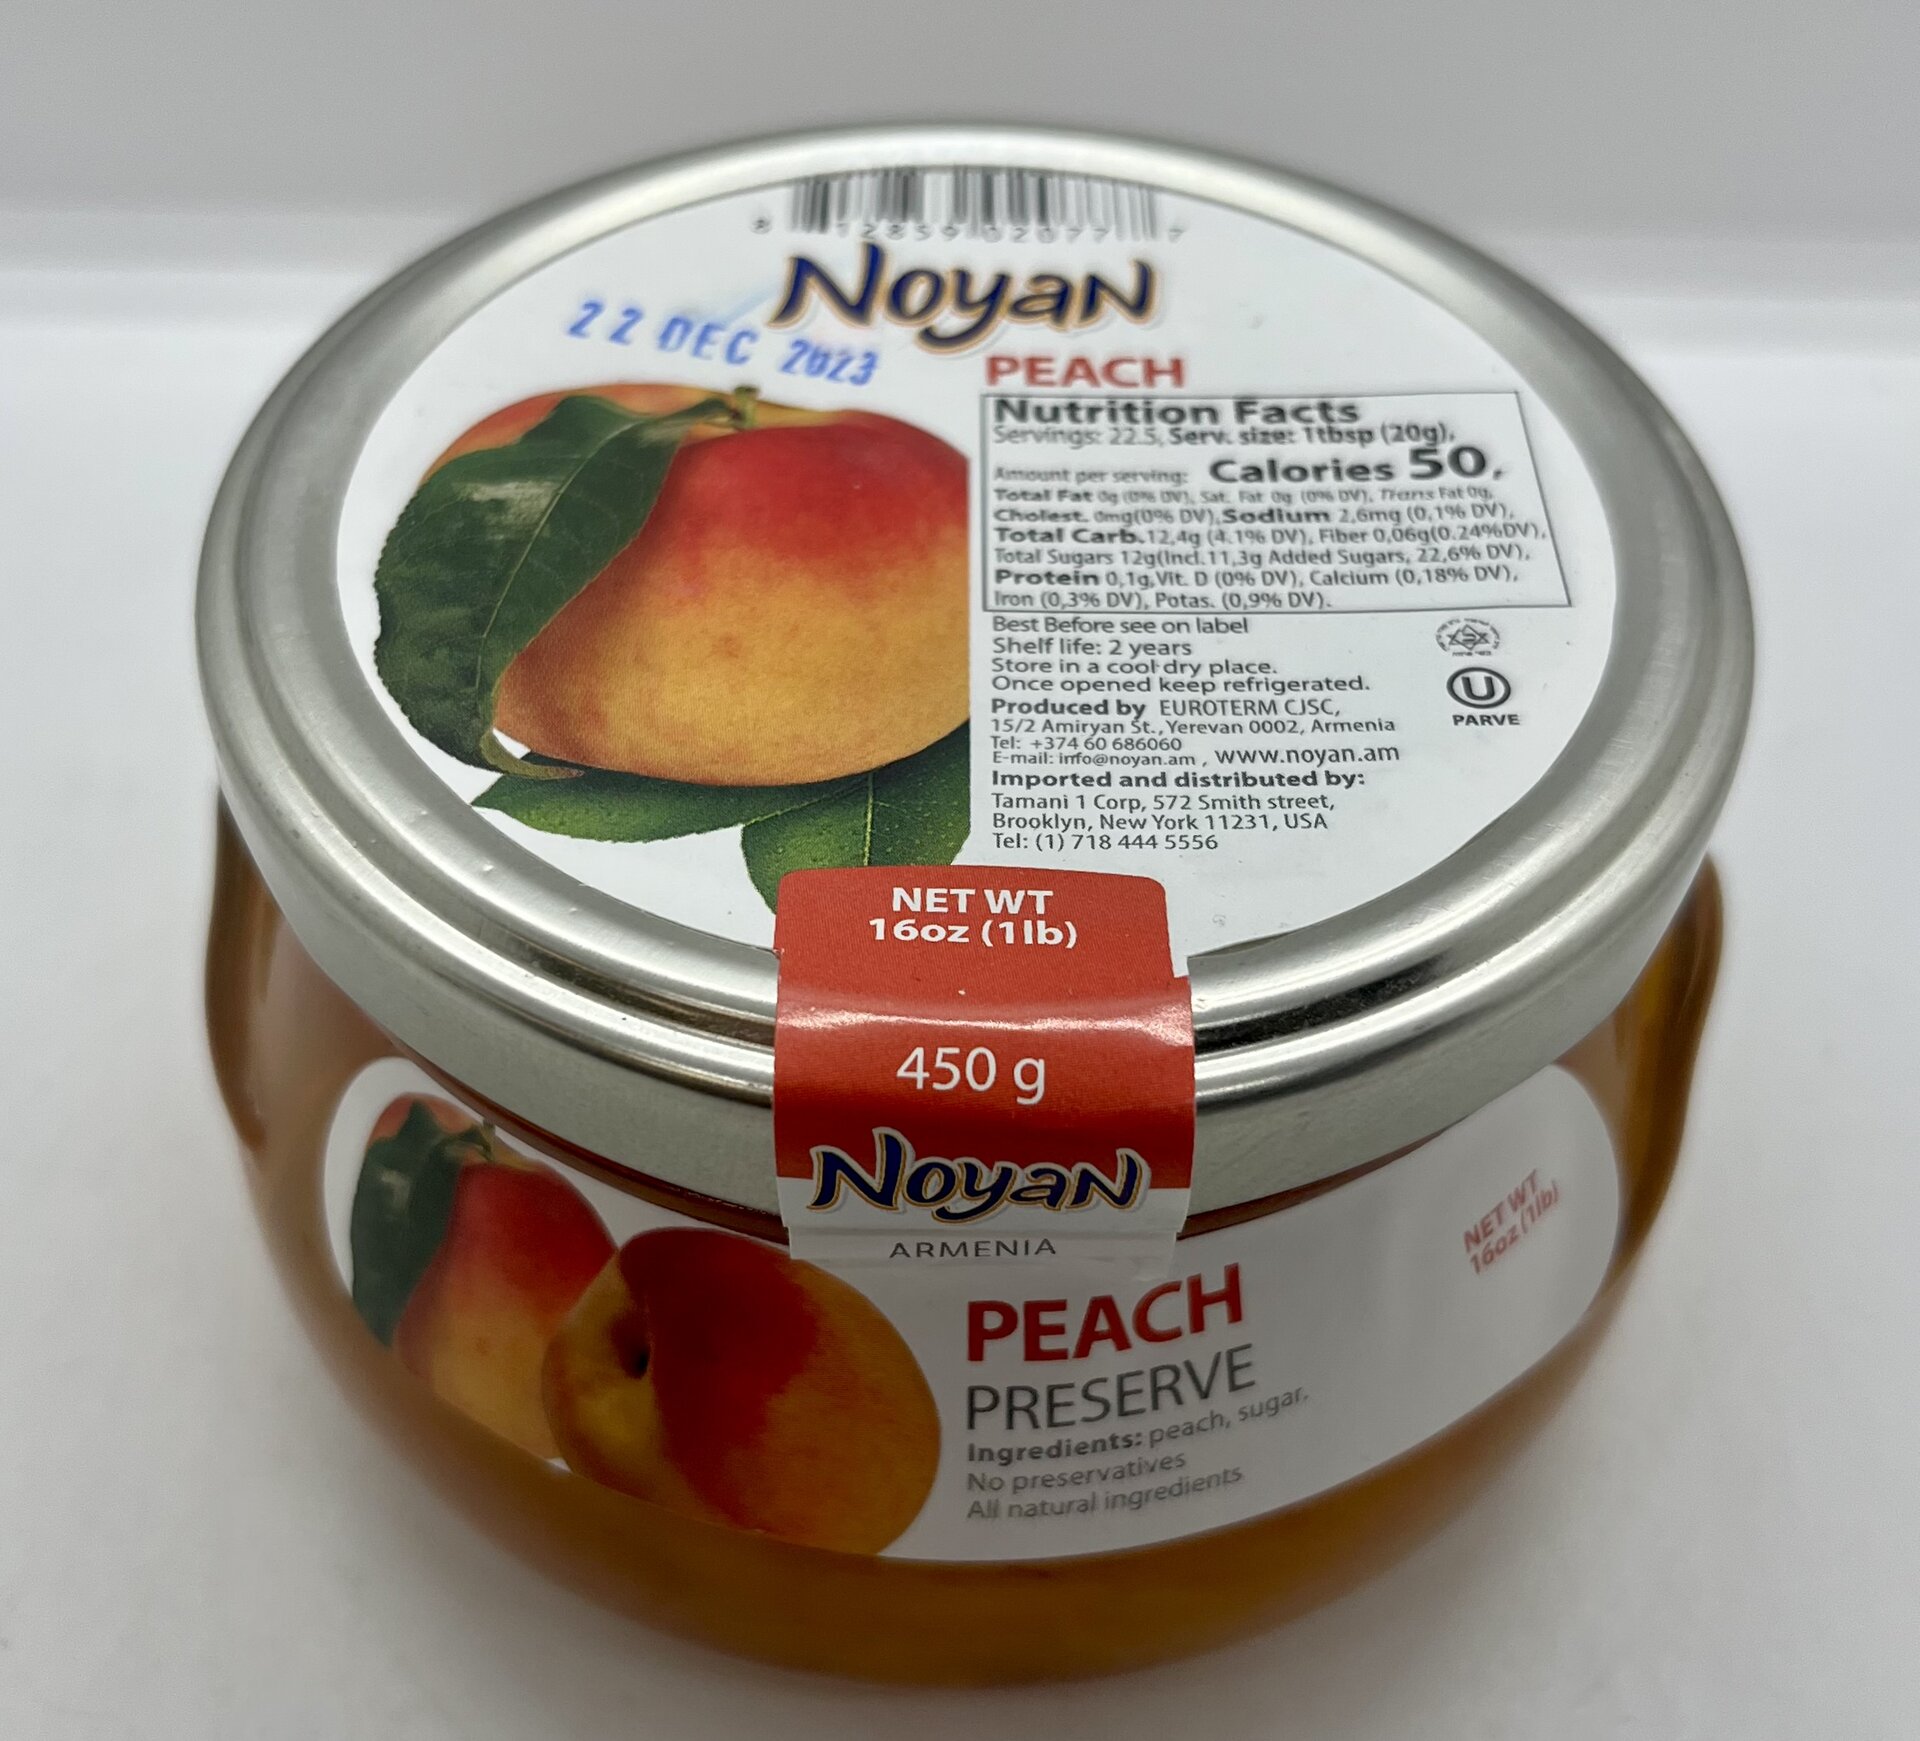 8 12859 02077 7
Noyan
22 DEC 2023
PEACH
Nutrition Facts
Servings: 22.5, Serv. size: 1tbsp (20g),
Amount per serving: Calories 50,
Total Fat 0g (0% DV), Sat. Fat 0g (0% DV), Trans Fat 0g,
Cholest. 0mg(0% DV), Sodium 2,6mg (0,1% DV),
Total Carb. 12,4g (4.1% DV), Fiber 0,06g(0.24%DV),
Total Sugars 12g(Incl. 11,3g Added Sugars, 22,6% DV),
Protein 0,1g, Vit. D (0% DV), Calcium (0,18% DV),
Iron (0,3% DV), Potas. (0,9% DV).
Best Before see on label
Shelf life: 2 years
Store in a cool dry place.
Once opened keep refrigerated.
U
PARVE
Produced by EUROTERM CJSC,
15/2 Amiryan St., Yerevan 0002, Armenia
Tel: +374 60 686060
E-mail: info@noyan.am , www.noyan.am
Imported and distributed by:
Tamani 1 Corp, 572 Smith street,
Brooklyn, New York 11231, USA
Tel: (1) 718 444 5556
NET WT
16oz (1lb)
450 g
Noyan
ARMENIA
PEACH
PRESERVE
Ingredients: peach, sugar.
No preservatives
All natural ingredients
NET WT
16oz (1lb)